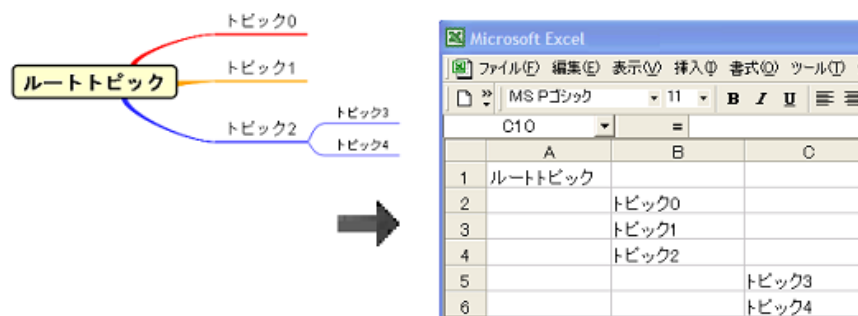 トピック0
トピック1
ルートトピック
トピック2
トピック3
トピック4
Microsoft Excel
ファイル(F) 編集(E) 表示(V) 挿入(I) 書式(O) ツール(T)
MS Pゴシック 11 B I U
C10 =
A B C
1 ルートトピック
2 トピック0
3 トピック1
4 トピック2
5 トピック3
6 トピック4